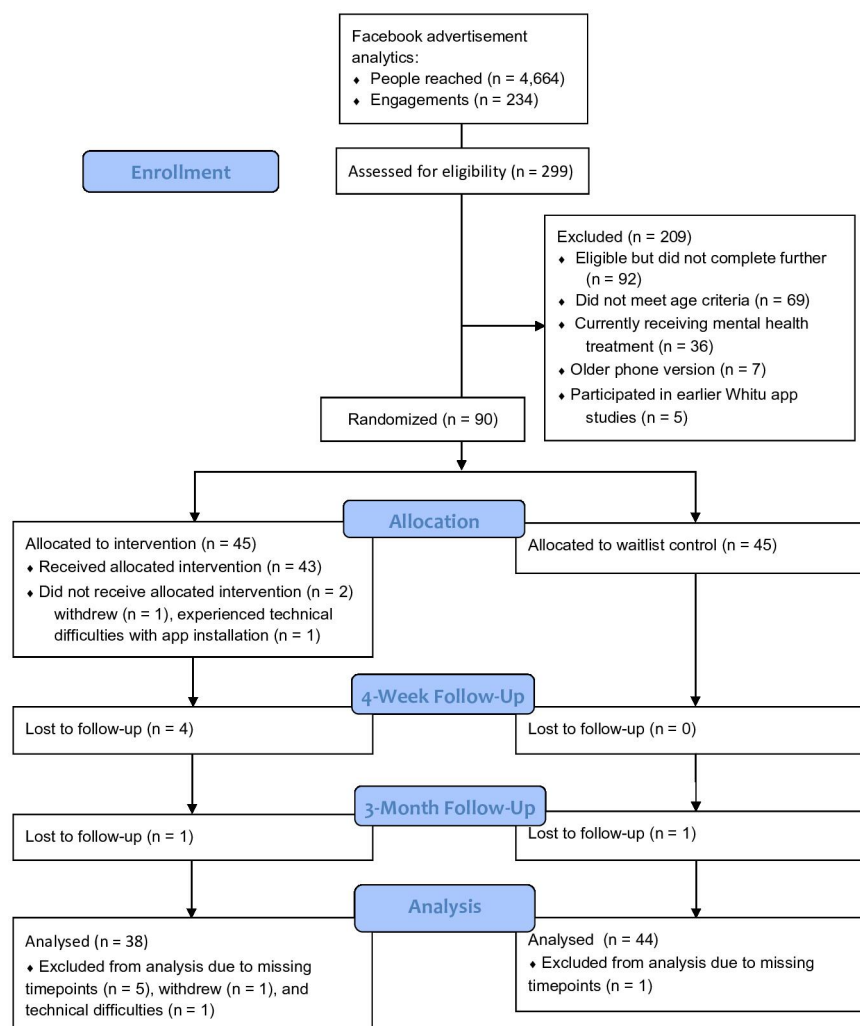 Facebook advertisement
analytics:
♦ People reached (n = 4,664)
♦ Engagements (n = 234)
Enrollment
Assessed for eligibility (n = 299)
Excluded (n = 209)
♦ Eligible but did not complete further
(n = 92)
♦ Did not meet age criteria (n = 69)
♦ Currently receiving mental health
treatment (n = 36)
♦ Older phone version (n = 7)
♦ Participated in earlier Whitu app
studies (n = 5)
Randomized (n = 90)
Allocation
Allocated to intervention (n = 45)
♦ Received allocated intervention (n = 43)
♦ Did not receive allocated intervention (n = 2)
withdrew (n = 1), experienced technical
difficulties with app installation (n = 1)
Allocated to waitlist control (n = 45)
4-Week Follow-Up
Lost to follow-up (n = 4)
Lost to follow-up (n = 0)
3-Month Follow-Up
Lost to follow-up (n = 1)
Lost to follow-up (n = 1)
Analysis
Analysed (n = 38)
♦ Excluded from analysis due to missing
timepoints (n = 5), withdrew (n = 1), and
technical difficulties (n = 1)
Analysed (n = 44)
♦ Excluded from analysis due to missing
timepoints (n = 1)